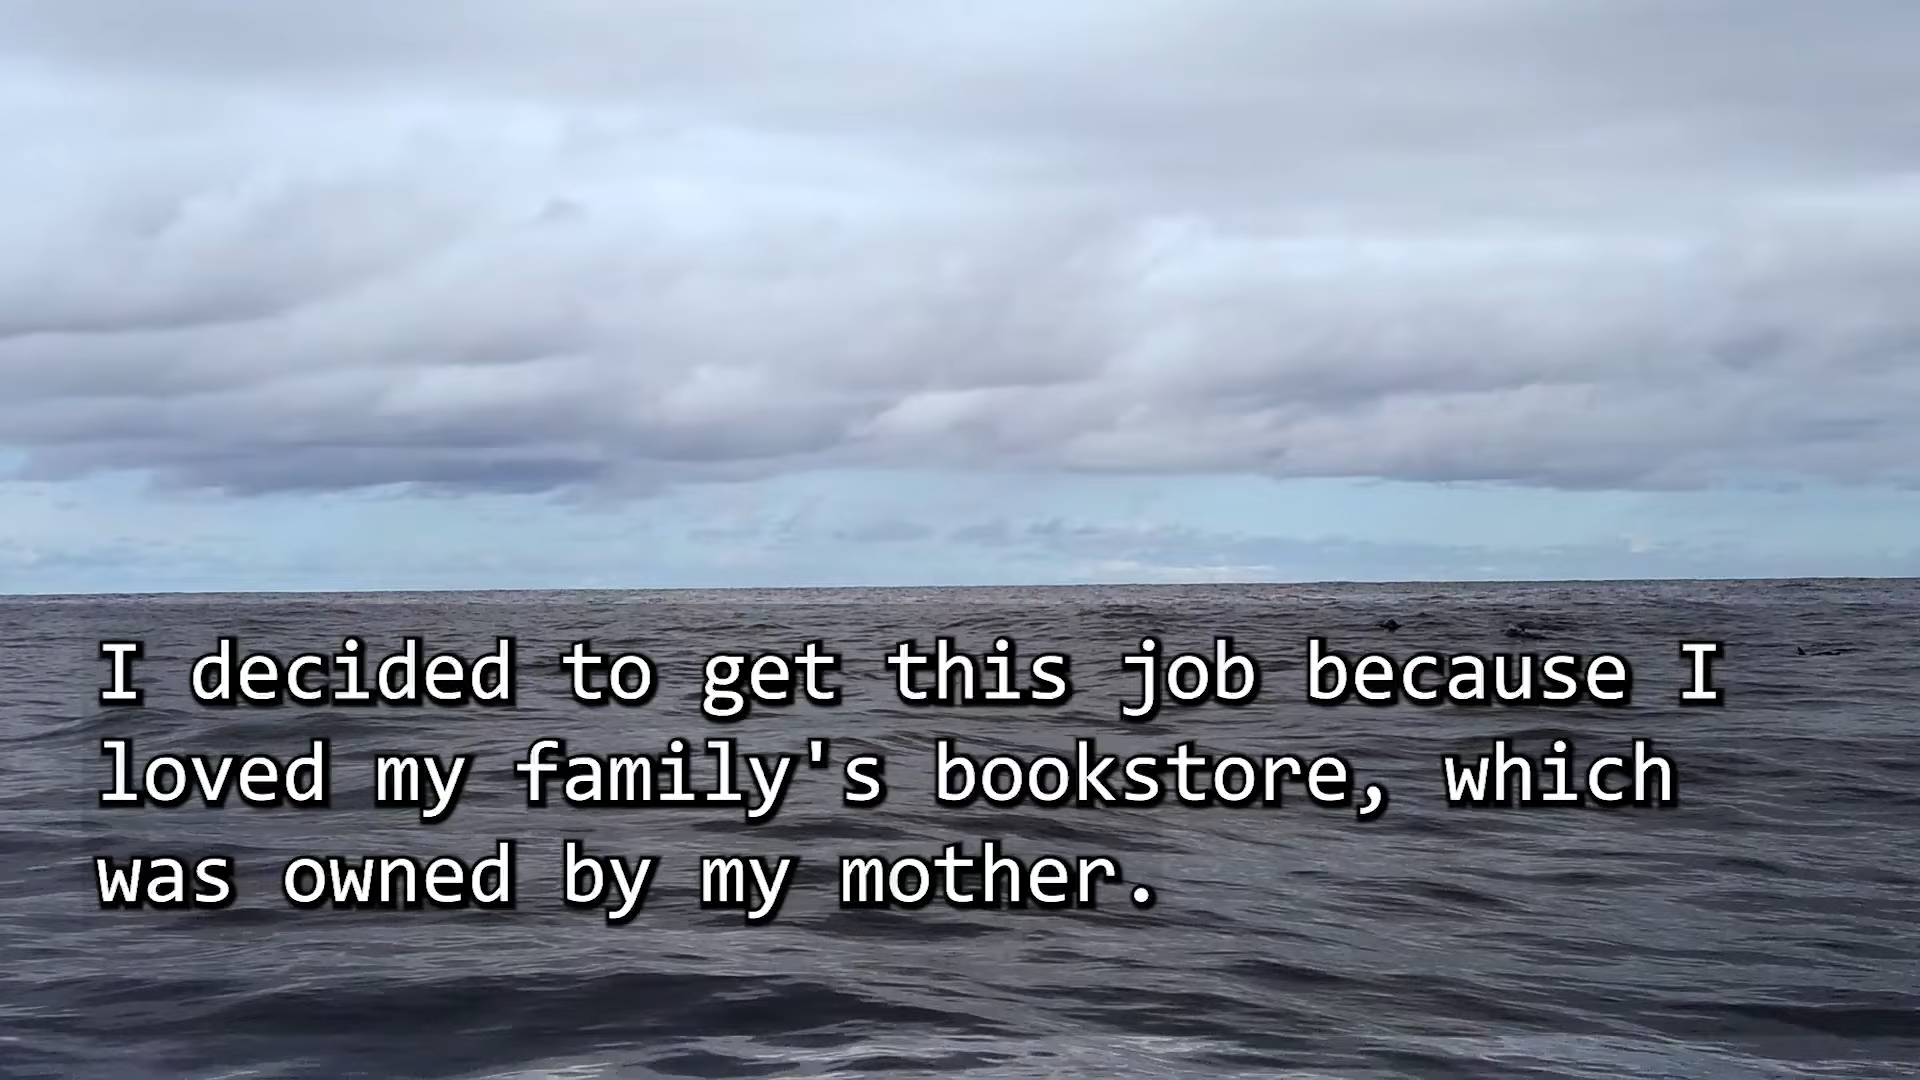 I decided to get this job because I
loved my family's bookstore, which
was owned by my mother.